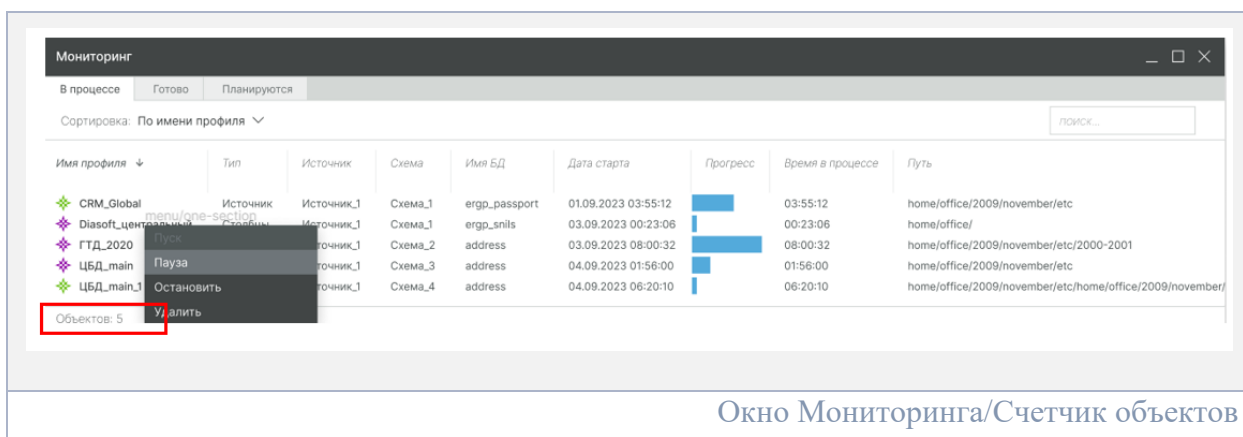 Мониторинг
В процессе Готово Планируются
Сортировка: По имени профиля поиск...
Имя профиля Тип Источник Схема Имя БД Дата старта Прогресс Время в процессе Путь
CRM_Global Источник Источник_1 Схема_1 ergp_passport 01.09.2023 03:55:12 03:55:12 home/office/2009/november/etc
menu/one-section
Diasoft_центральный Столбцы Источник_1 Схема_1 ergp_snils 03.09.2023 00:23:06 00:23:06 home/office/
Пуск
ГТД_2020 точник_1 Схема_2 address 03.09.2023 08:00:32 08:00:32 home/office/2009/november/etc/2000-2001
ЦБД_main Пауза точник_1 Схема_3 address 04.09.2023 01:56:00 01:56:00 home/office/2009/november/etc
ЦБД_main_1 Остановить точник_1 Схема_4 address 04.09.2023 06:20:10 06:20:10 home/office/2009/november/etc/home/office/2009/november/
Объектов: 5 Удалить
Окно Мониторинга/Счетчик объектов